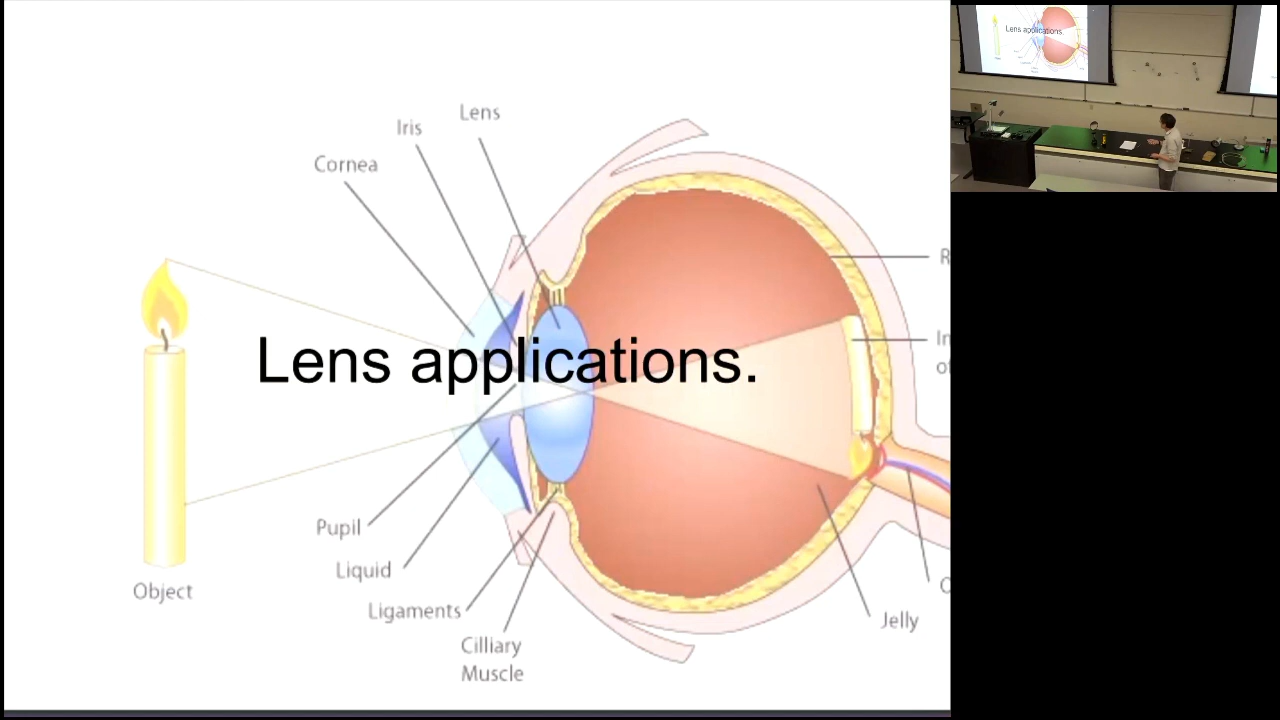 Lens
Iris
Cornea
Lens applications.
Pupil
Liquid
Object
Ligaments
Jelly
Cilliary
Muscle
Lens applications.